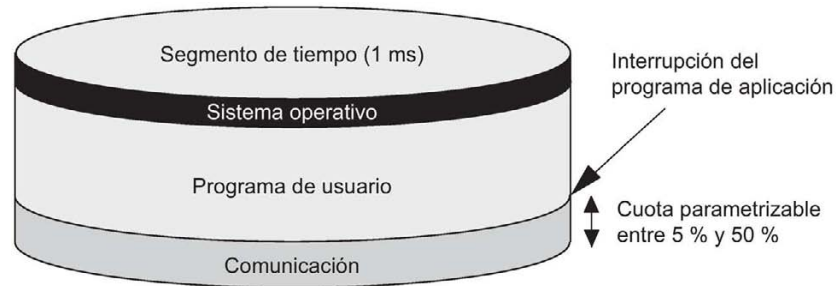 Segmento de tiempo (1 ms)
Sistema operativo
Programa de usuario
Comunicación
Interrupción del
programa de aplicación
Cuota parametrizable
entre 5 % y 50 %